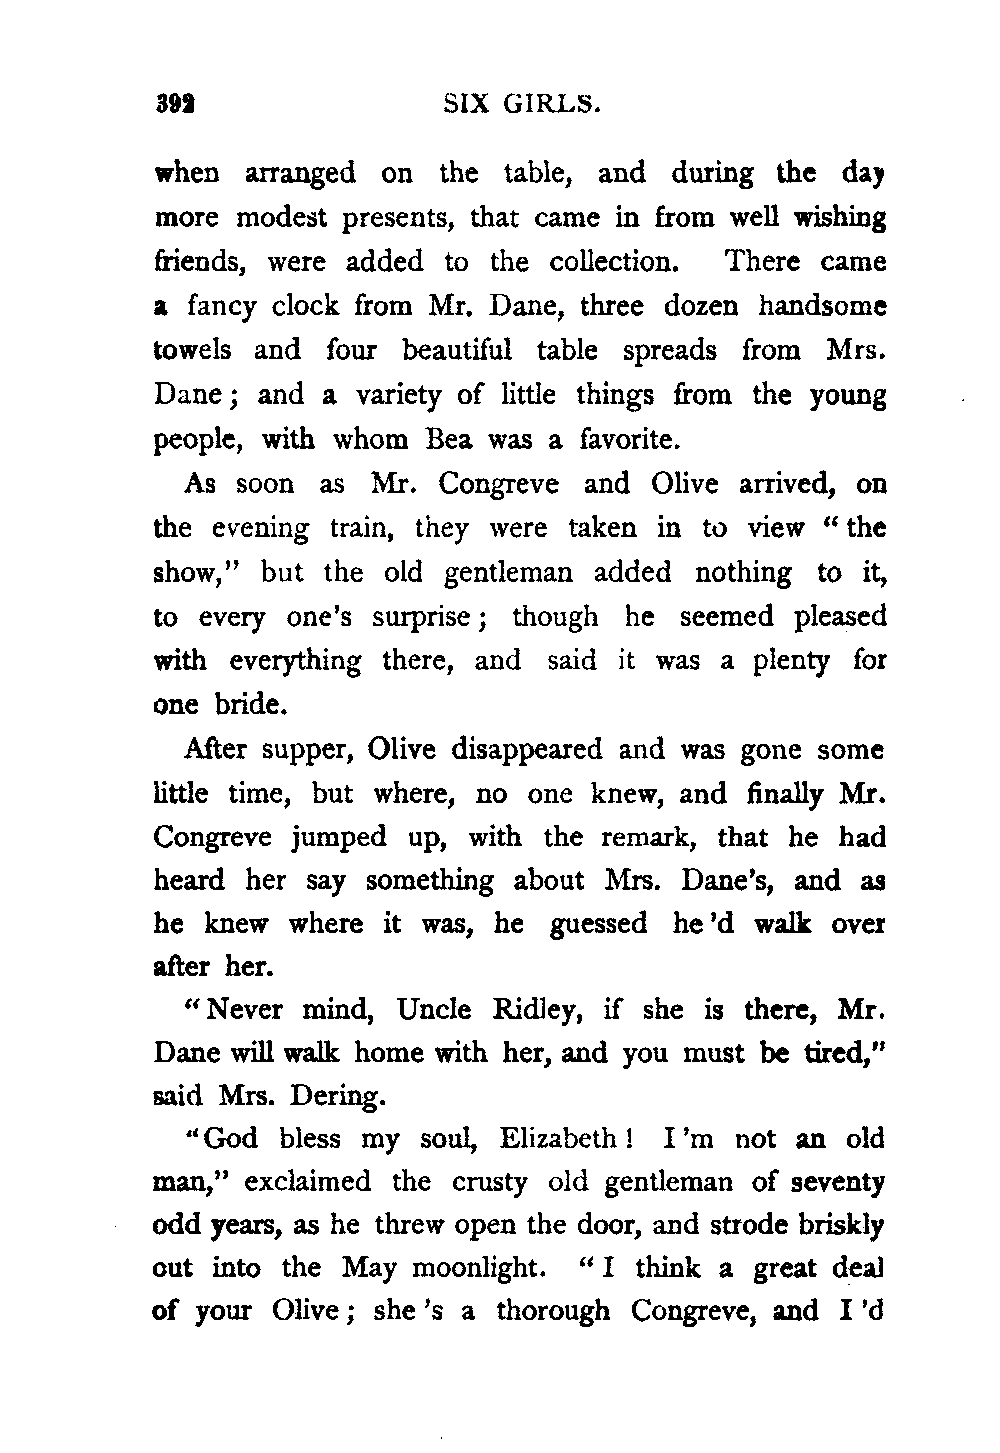 392 SIX GIRLS.
when arranged on the table, and during the day
more modest presents, that came in from well wishing
friends, were added to the collection. There came
a fancy clock from Mr. Dane, three dozen handsome
towels and four beautiful table spreads from Mrs.
Dane; and a variety of little things from the young
people, with whom Bea was a favorite.
As soon as Mr. Congreve and Olive arrived, on
the evening train, they were taken in to view "the
show," but the old gentleman added nothing to it,
to every one's surprise; though he seemed pleased
with everything there, and said it was a plenty for
one bride.
After supper, Olive disappeared and was gone some
little time, but where, no one knew, and finally Mr.
Congreve jumped up, with the remark, that he had
heard her say something about Mrs. Dane's, and as
he knew where it was, he guessed he'd walk over
after her.
"Never mind, Uncle Ridley, if she is there, Mr.
Dane will walk home with her, and you must be tired,"
said Mrs. Dering.
"God bless my soul, Elizabeth! I'm not an old
man," exclaimed the crusty old gentleman of seventy
odd years, as he threw open the door, and strode briskly
out into the May moonlight. "I think a great deal
of your Olive; she's a thorough Congreve, and I'd